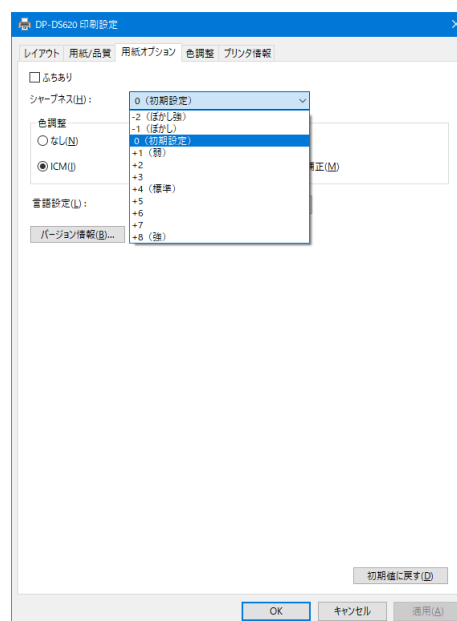 DP-DS620 印刷設定
レイアウト 用紙/品質 用紙オプション 色調整 プリンタ情報
ふちあり
シャープネス(H): 0（初期設定）
-2（ぼかし強）
-1（ぼかし）
0（初期設定）
+1（弱）
+2
+3
+4（標準）
+5
+6
+7
+8（強）
色調整
なし(N)
ICM(I)
正(M)
言語設定(L):
バージョン情報(B)...
初期値に戻す(D)
OK キャンセル 適用(A)